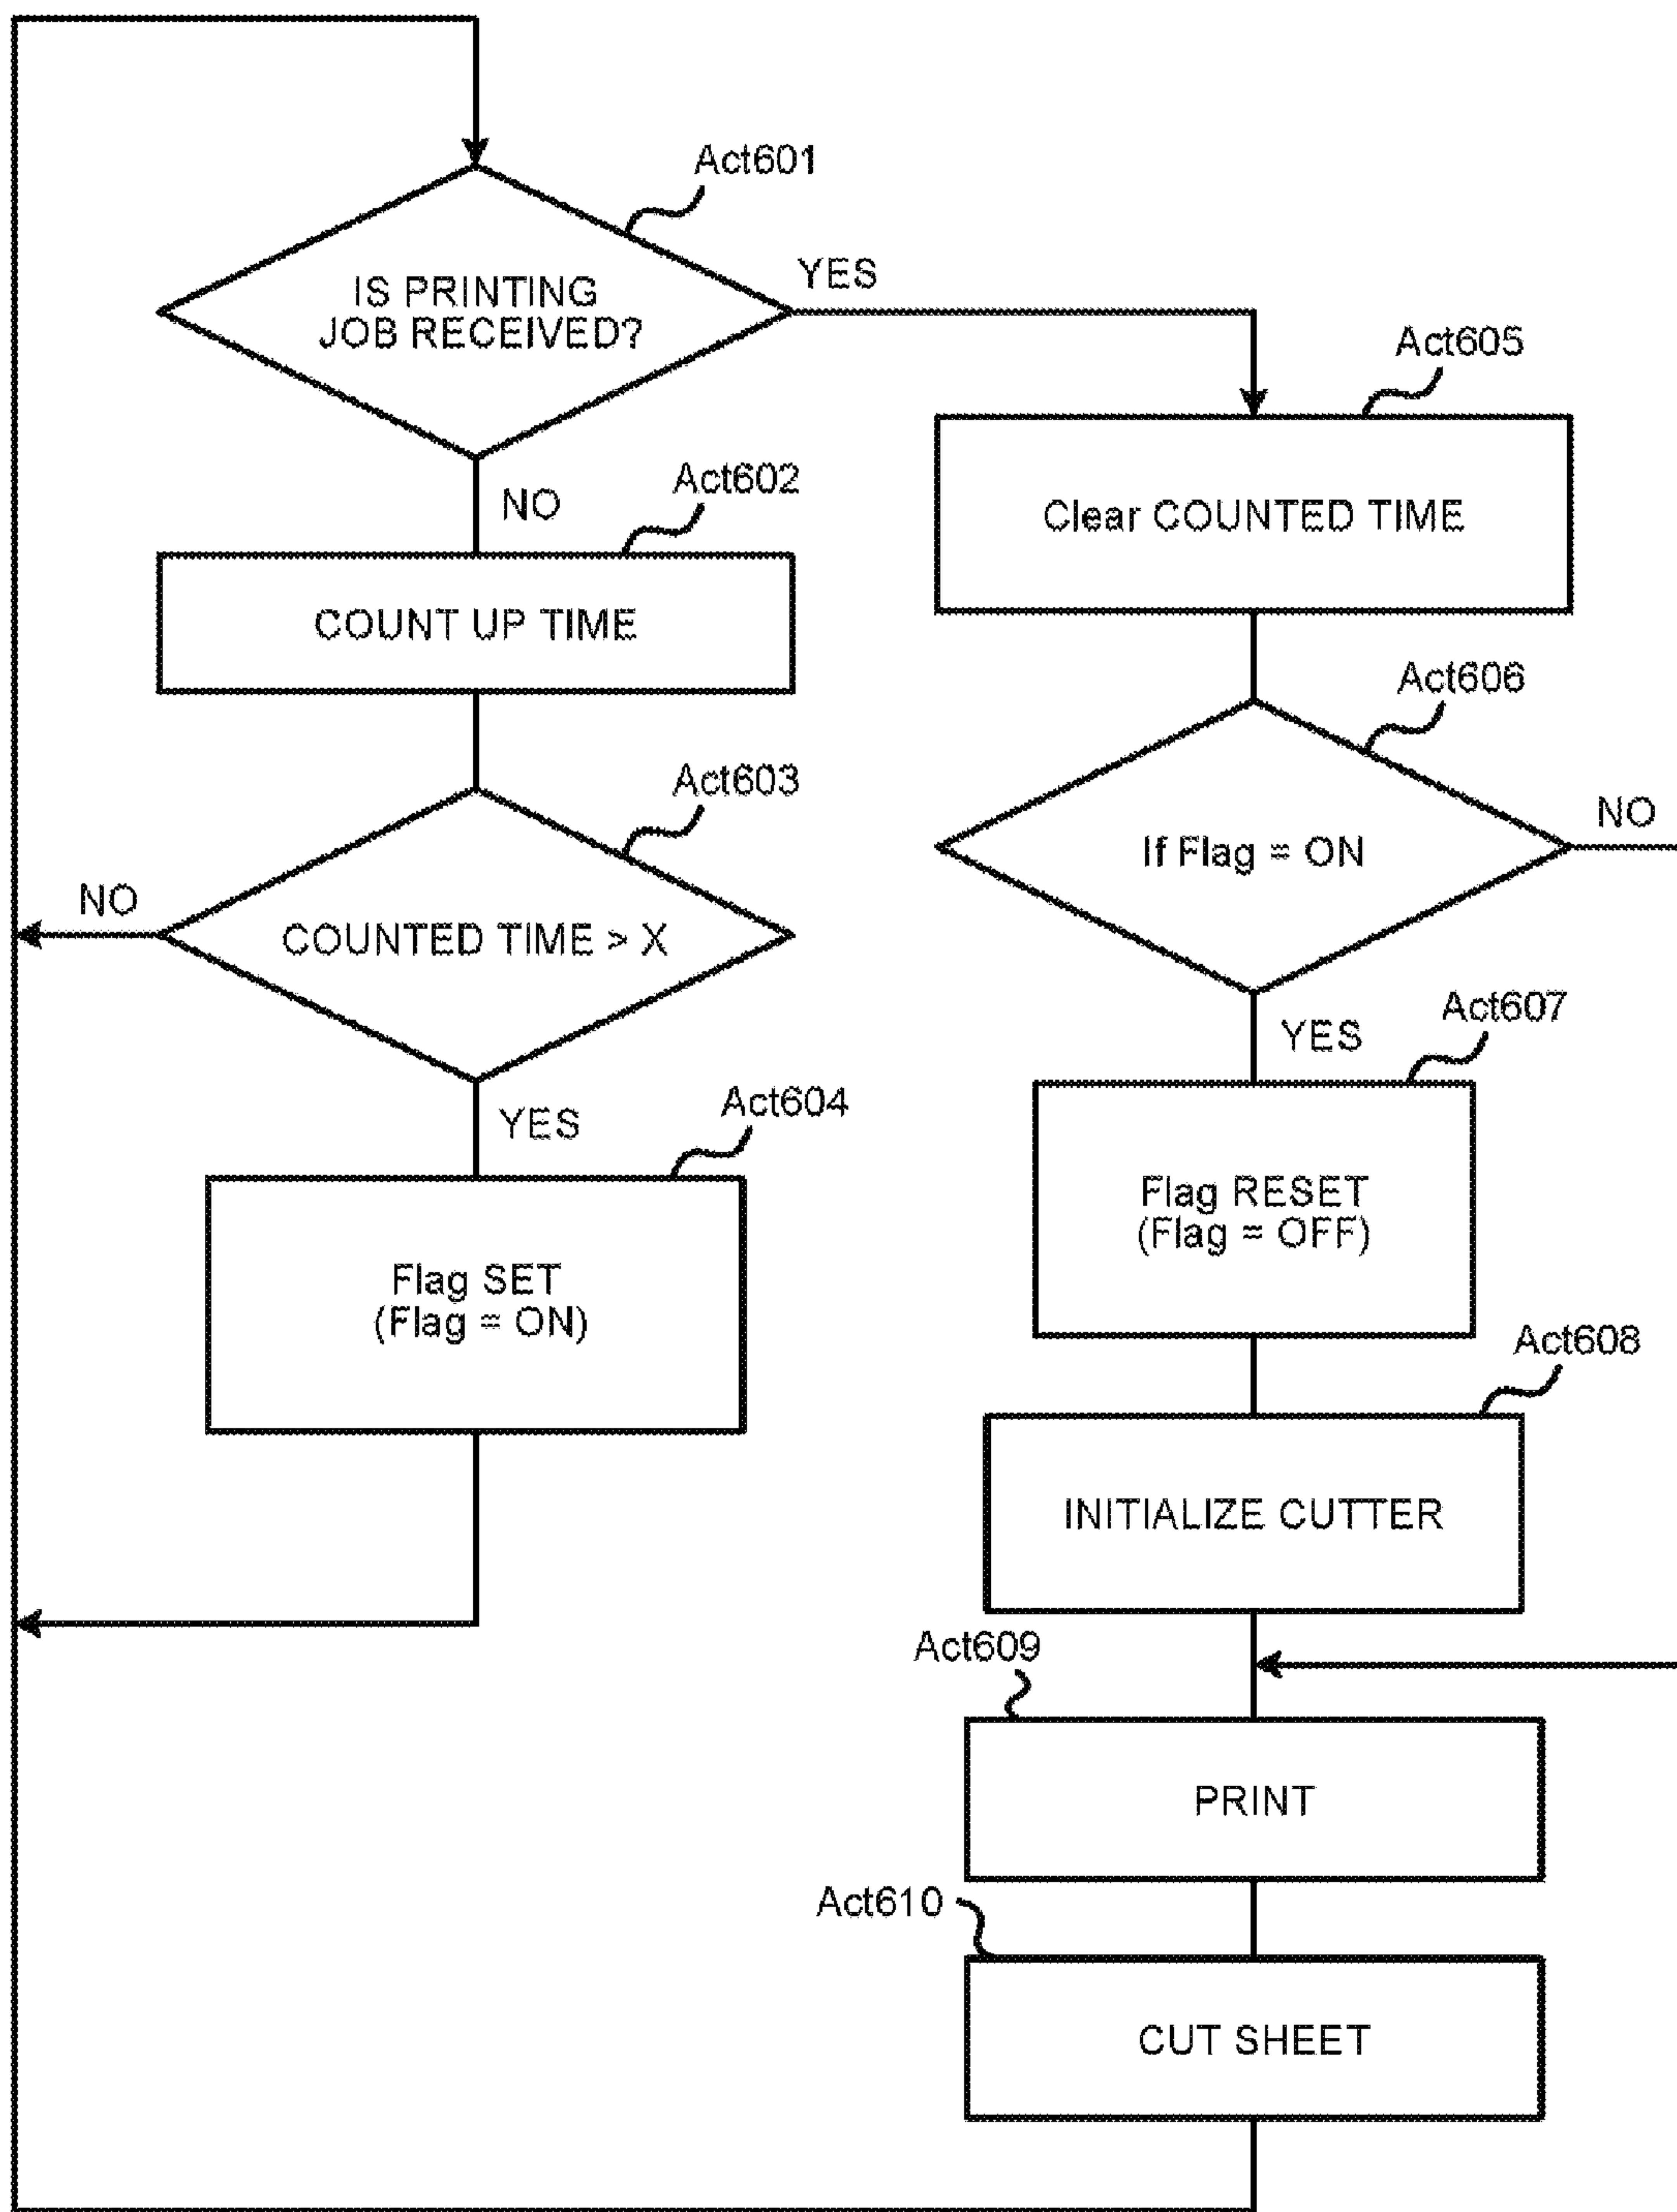 Act601
IS PRINTING
JOB RECEIVED?
YES
NO
Act602
COUNT UP TIME
Act603
COUNTED TIME > X
NO
YES
Act604
Flag SET
(Flag = ON)
Act605
Clear COUNTED TIME
Act606
If Flag = ON
NO
YES
Act607
Flag RESET
(Flag = OFF)
Act608
INITIALIZE CUTTER
Act609
PRINT
Act610
CUT SHEET